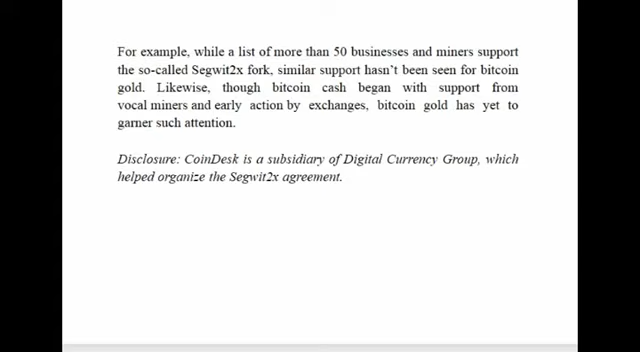 For example, while a list of more than 50 businesses and miners support
the so-called Segwit2x fork, similar support hasn't been seen for bitcoin
gold. Likewise, though bitcoin cash began with support from
vocal miners and early action by exchanges, bitcoin gold has yet to
garner such attention.
Disclosure: CoinDesk is a subsidiary of Digital Currency Group, which
helped organize the Segwit2x agreement.